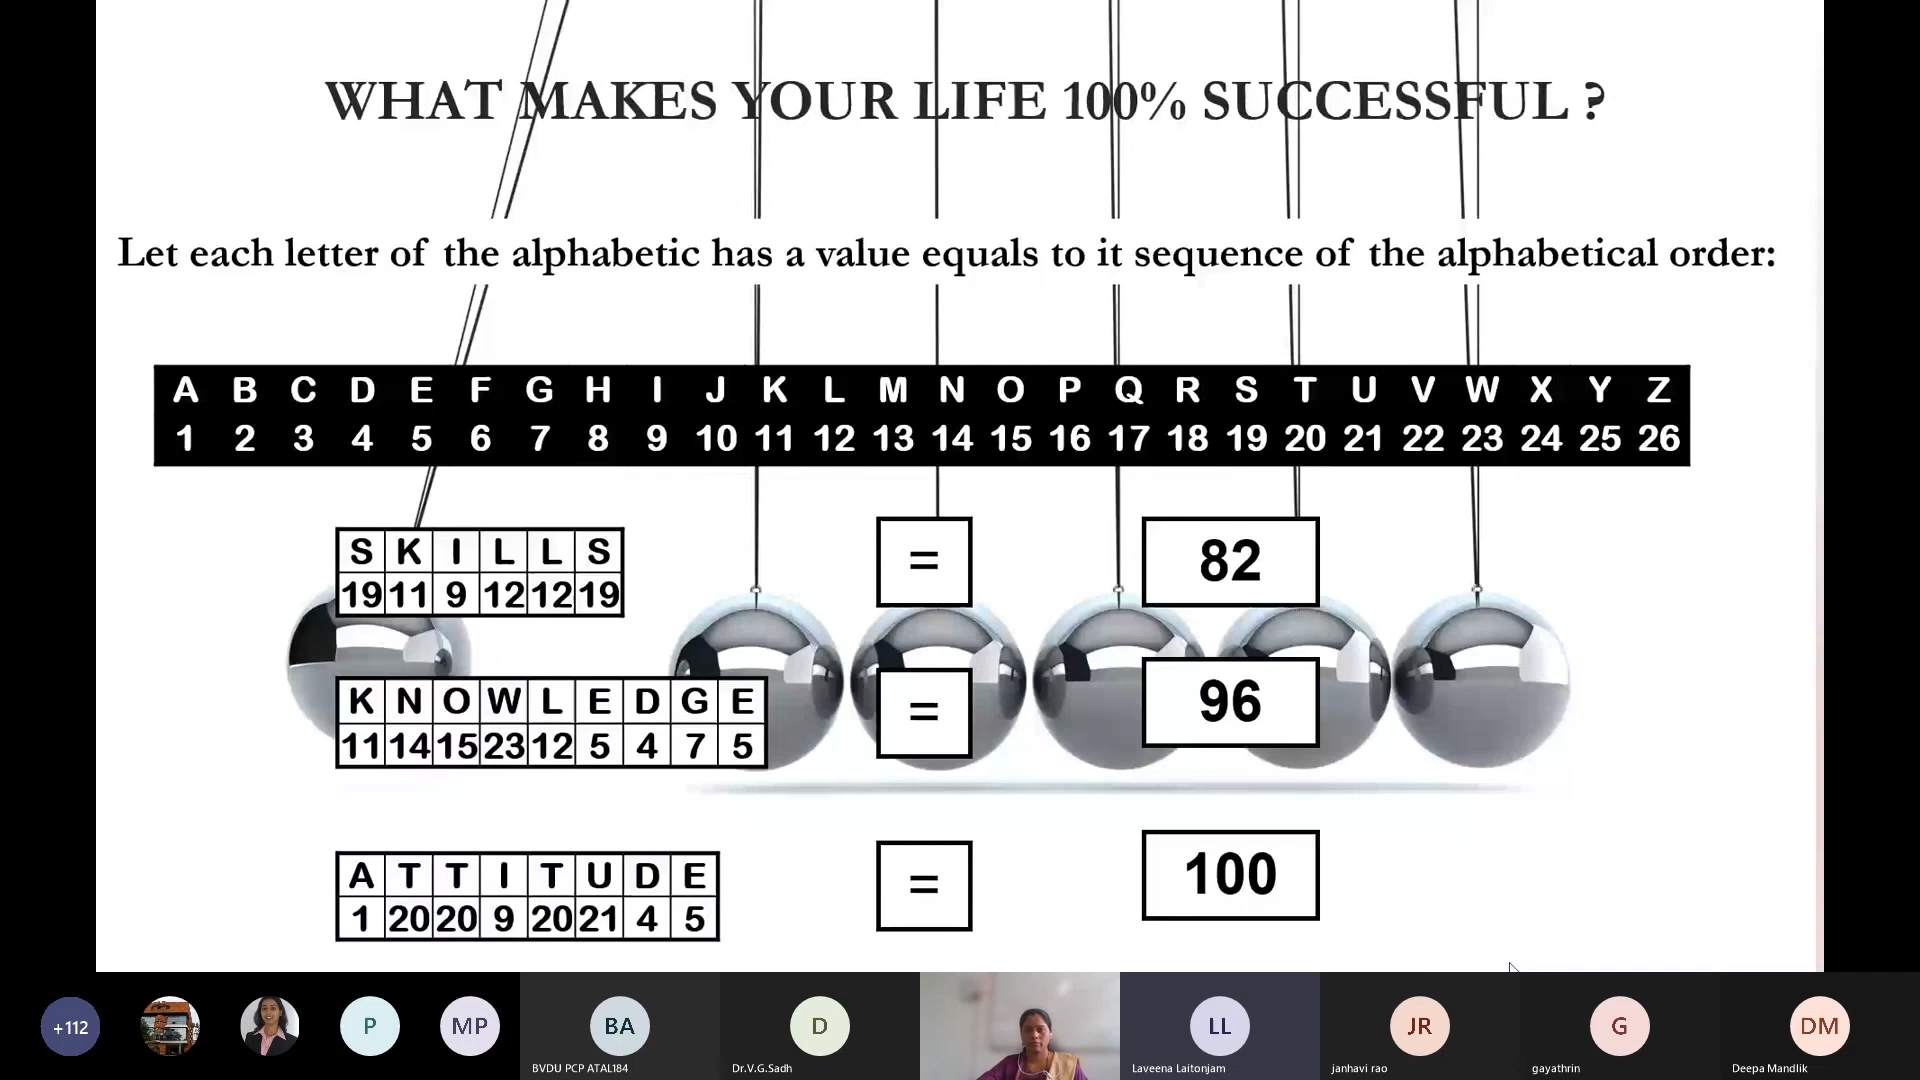 WHAT MAKES YOUR LIFE 100% SUCCESSFUL ?
Let each letter of the alphabetic has a value equals to it sequence of the alphabetical order:
A B C D E F G H I J K L M N O P Q R S T U V W X Y Z
1 2 3 4 5 6 7 8 9 10 11 12 13 14 15 16 17 18 19 20 21 22 23 24 25 26
S K I L L S = 82
19 11 9 12 12 19
K N O W L E D G E = 96
11 14 15 23 12 5 4 7 5
A T T I T U D E = 100
1 20 20 9 20 21 4 5
+112 P MP BA D LL JR G DM
BVDU PCP ATAL184 Dr.V.G.Sadh Laveena Laitonjam janhavi rao gayathrin Deepa Mandlik